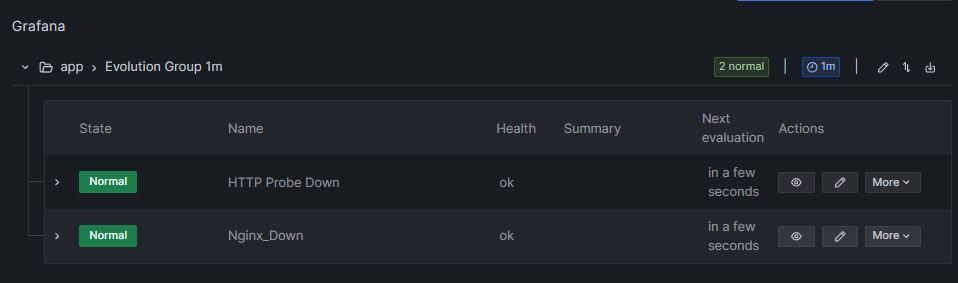 Grafana
app > Evolution Group 1m 2 normal 1m
State Name Health Summary Next evaluation Actions
Normal HTTP Probe Down ok in a few seconds More
Normal Nginx_Down ok in a few seconds More